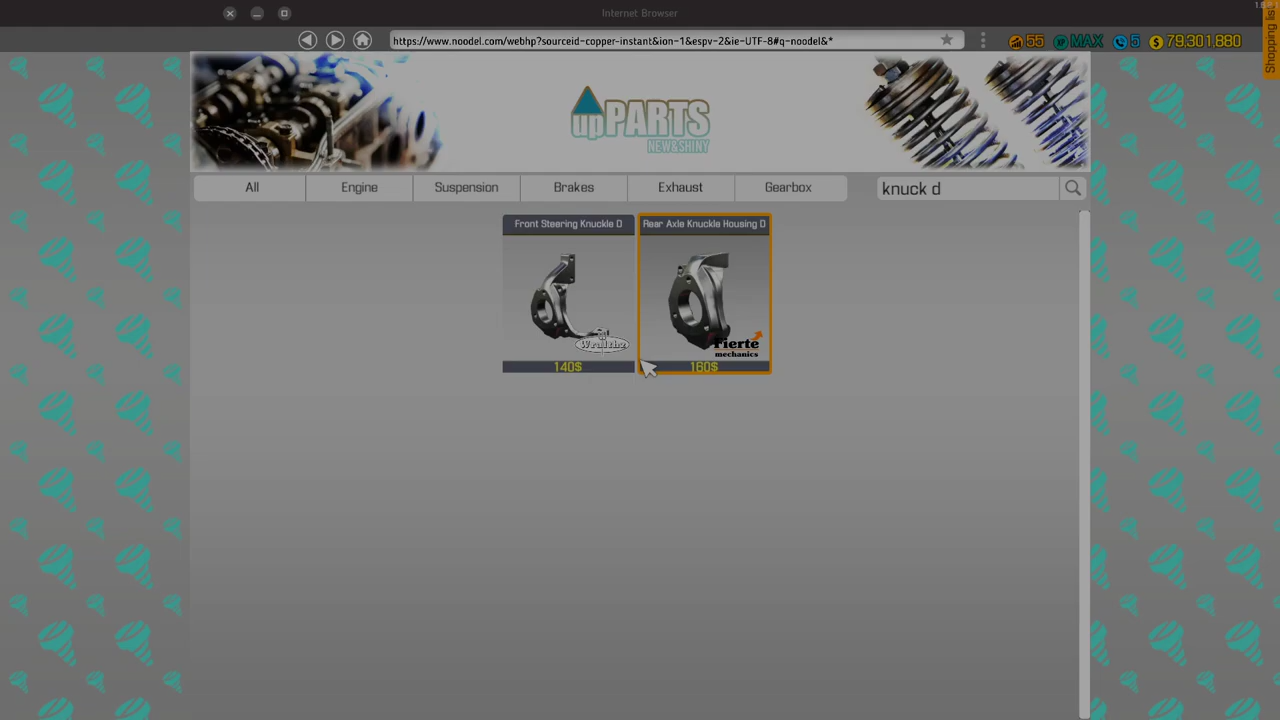 Internet Browser
https://www.noodel.com/webhp?sourceid-copper-instant&ion-1&espv-2&ie-UTF-8#q-noodel&*
55 MAX 5 $ 79,301,880
Shopping list
upPARTS
NEW&SHINY
All Engine Suspension Brakes Exhaust Gearbox knuck d
Front Steering Knuckle D
Rear Axle Knuckle Housing D
Fierte
mechanics
140$
160$